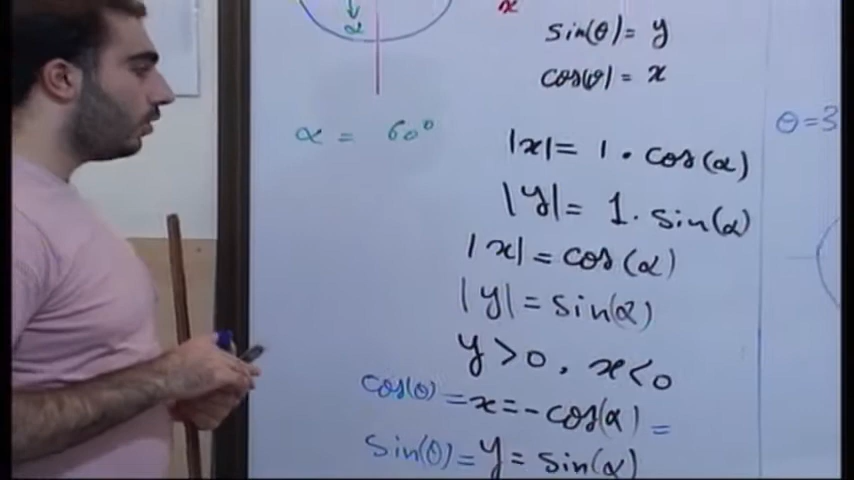 x
α
sin(θ)= y
cos(θ)= x
α = 60°
θ=3
|x|= 1 . cos(α)
|y|= 1. sin(α)
|x|=cos(α)
|y|=sin(α)
y>0, x<0
cos(θ)=x=-cos(α)=
sin(θ)=y=sin(α)